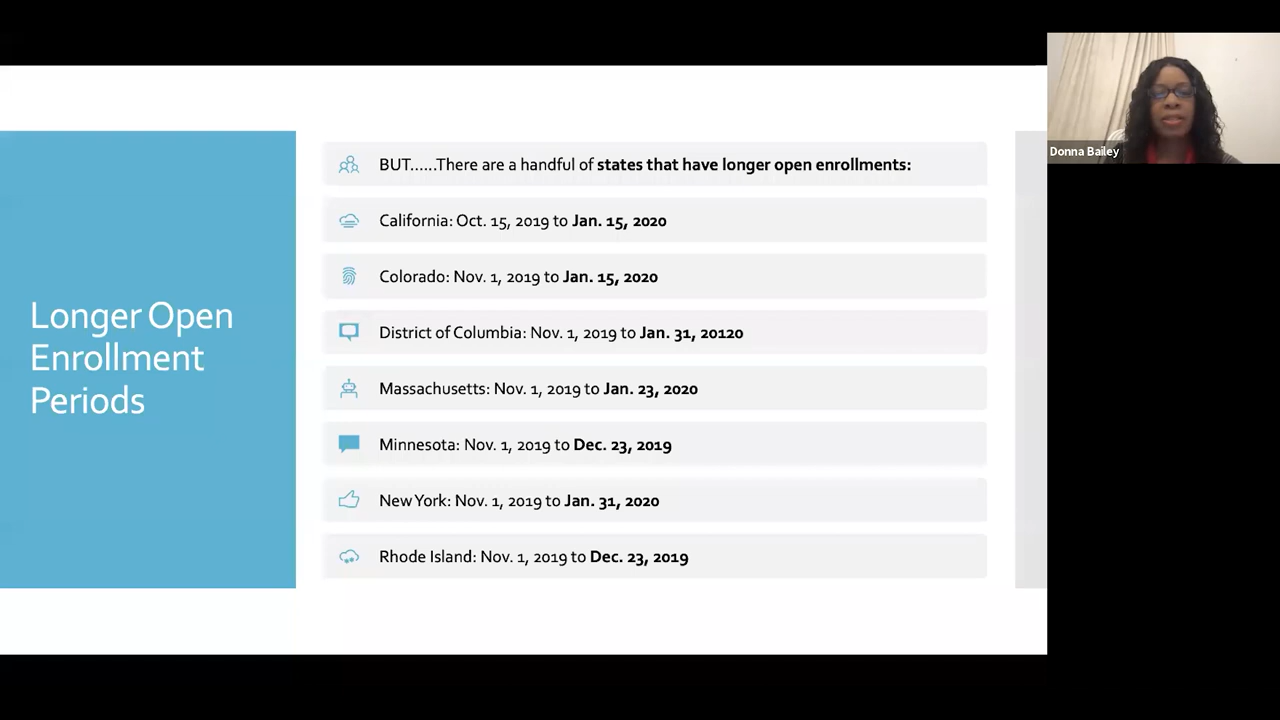 Longer Open
Enrollment
Periods
BUT......There are a handful of states that have longer open enrollments:
California: Oct. 15, 2019 to Jan. 15, 2020
Colorado: Nov. 1, 2019 to Jan. 15, 2020
District of Columbia: Nov. 1, 2019 to Jan. 31, 20120
Massachusetts: Nov. 1, 2019 to Jan. 23, 2020
Minnesota: Nov. 1, 2019 to Dec. 23, 2019
New York: Nov. 1, 2019 to Jan. 31, 2020
Rhode Island: Nov. 1, 2019 to Dec. 23, 2019
Donna Bailey